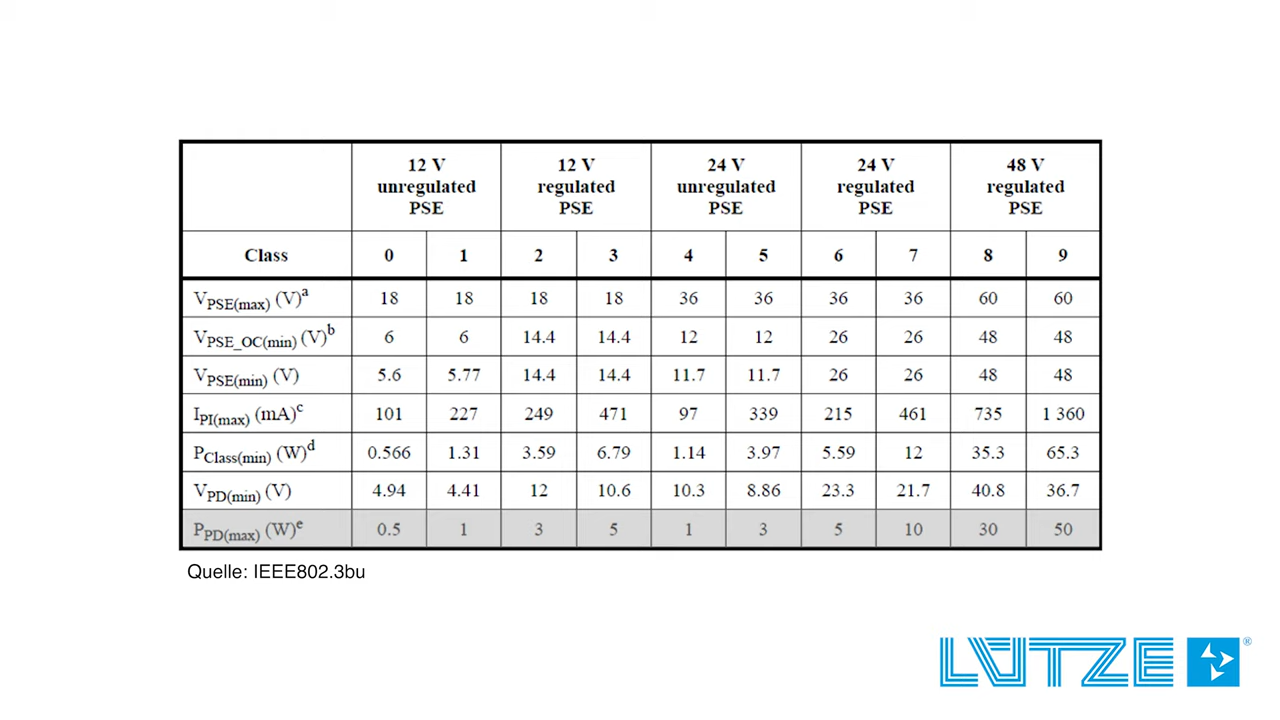 12 V unregulated PSE | 12 V regulated PSE | 24 V unregulated PSE | 24 V regulated PSE | 48 V regulated PSE
Class 0 1 2 3 4 5 6 7 8 9
VPSE(max) (V)a 18 18 18 18 36 36 36 36 60 60
VPSE_OC(min) (V)b 6 6 14.4 14.4 12 12 26 26 48 48
VPSE(min) (V) 5.6 5.77 14.4 14.4 11.7 11.7 26 26 48 48
IPI(max) (mA)c 101 227 249 471 97 339 215 461 735 1 360
PClass(min) (W)d 0.566 1.31 3.59 6.79 1.14 3.97 5.59 12 35.3 65.3
VPD(min) (V) 4.94 4.41 12 10.6 10.3 8.86 23.3 21.7 40.8 36.7
PPD(max) (W)e 0.5 1 3 5 1 3 5 10 30 50
Quelle: IEEE802.3bu
LÜTZE ®